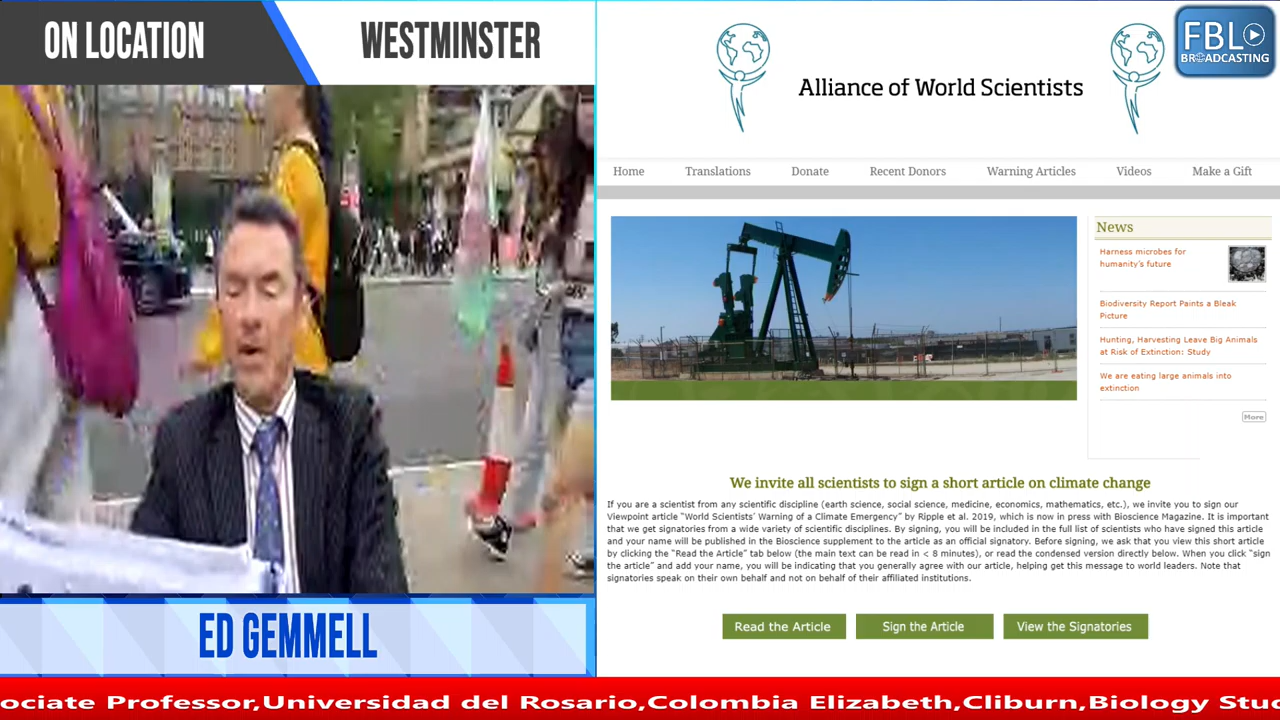 ON LOCATION
WESTMINSTER
ED GEMMELL
FBL
BROADCASTING
Alliance of World Scientists
Home
Translations
Donate
Recent Donors
Warning Articles
Videos
Make a Gift
News
Harness microbes for
humanity's future
Biodiversity Report Paints a Bleak
Picture
Hunting, Harvesting Leave Big Animals
at Risk of Extinction: Study
We are eating large animals into
extinction
More
We invite all scientists to sign a short article on climate change
If you are a scientist from any scientific discipline (earth science, social science, medicine, economics, mathematics, etc.), we invite you to sign our
Viewpoint article "World Scientists' Warning of a Climate Emergency" by Ripple et al. 2019, which is now in press with Bioscience Magazine. It is important
that we get signatories from a wide variety of scientific disciplines. By signing, you will be included in the full list of scientists who have signed this article
and your name will be published in the Bioscience supplement to the article as an official signatory. Before signing, we ask that you view this short article
by clicking the "Read the Article" tab below (the main text can be read in < 8 minutes), or read the condensed version directly below. When you click "sign
the article" and add your name, you will be indicating that you generally agree with our article, helping get this message to world leaders. Note that
signatories speak on their own behalf and not on behalf of their affiliated institutions.
Read the Article
Sign the Article
View the Signatories
ociate Professor,Universidad del Rosario,Colombia Elizabeth,Cliburn,Biology Stu